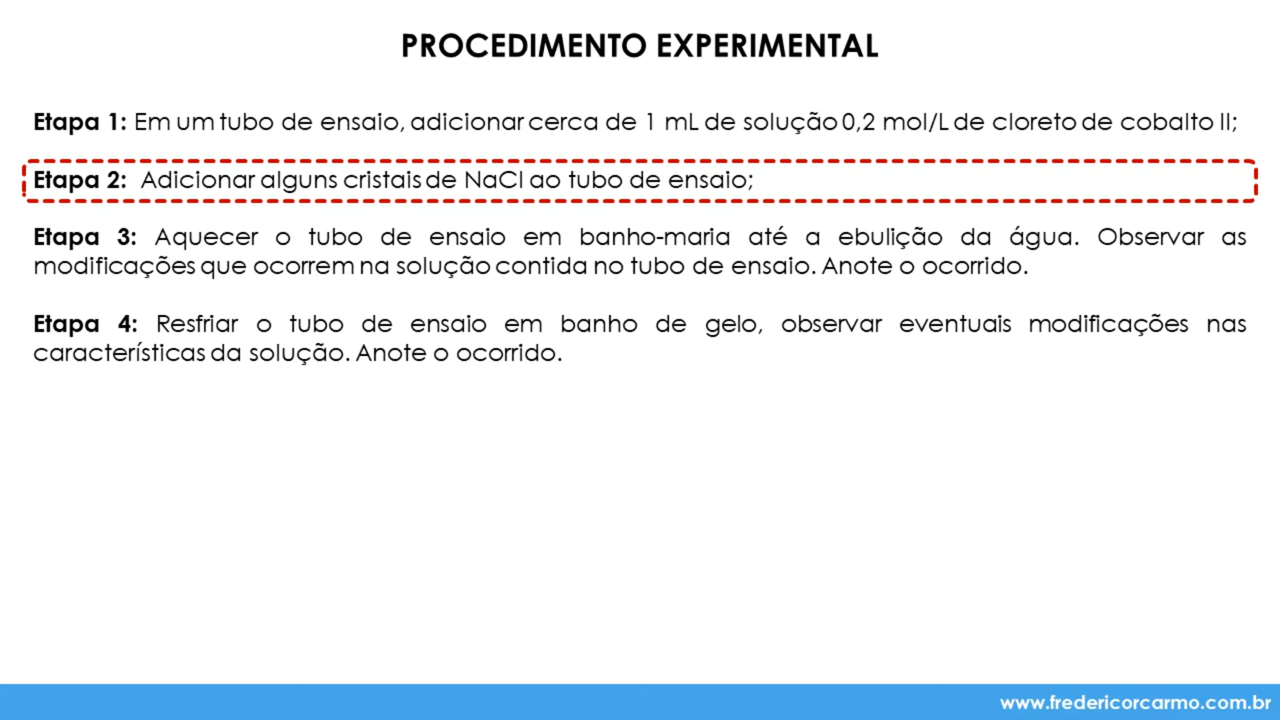 PROCEDIMENTO EXPERIMENTAL
Etapa 1: Em um tubo de ensaio, adicionar cerca de 1 mL de solução 0,2 mol/L de cloreto de cobalto II;
Etapa 2: Adicionar alguns cristais de NaCl ao tubo de ensaio;
Etapa 3: Aquecer o tubo de ensaio em banho-maria até a ebulição da água. Observar as
modificações que ocorrem na solução contida no tubo de ensaio. Anote o ocorrido.
Etapa 4: Resfriar o tubo de ensaio em banho de gelo, observar eventuais modificações nas
características da solução. Anote o ocorrido.
www.fredericorcarmo.com.br